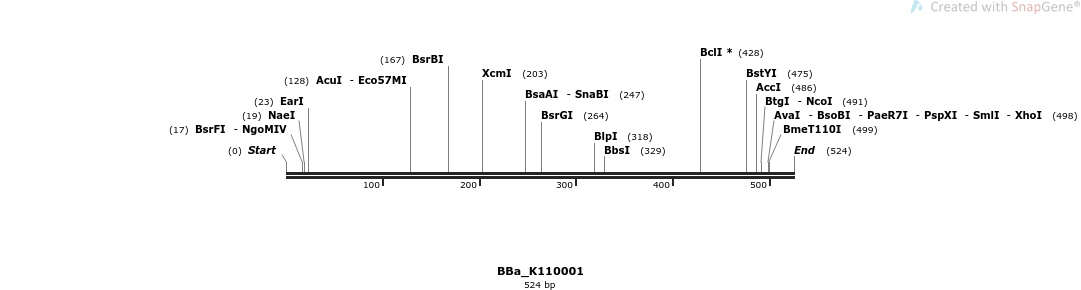 Created with SnapGene®
BclI * (428)
(167) BsrBI
XcmI (203)
BstYI (475)
(128) AcuI - Eco57MI
AccI (486)
BsaAI - SnaBI (247)
(23) EarI
BtgI - NcoI (491)
(19) NaeI
BsrGI (264)
AvaI - BsoBI - PaeR7I - PspXI - SmlI - XhoI (498)
(17) BsrFI - NgoMIV
BlpI (318)
BmeT110I (499)
(0) Start
BbsI (329)
End (524)
100 200 300 400 500
BBa_K110001
524 bp